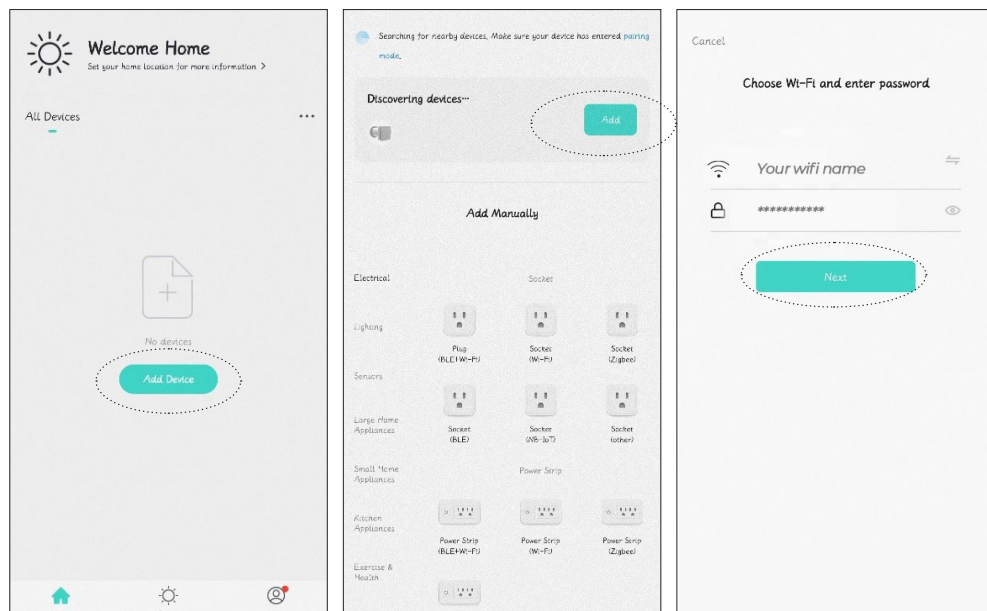 Welcome Home
Set your home location for more information >
All Devices
...
No devices
Add Device
Searching for nearby devices, Make sure your device has entered pairing
mode.
Discovering devices...
Add
Add Manually
Electrical
Lighting
Sensors
Large Home
Appliances
Small Home
Appliances
Kitchen
Appliances
Exercise &
Health
Socket
Plug
(BLE+Wi-Fi)
Socket
(Wi-Fi)
Socket
(Zigbee)
Socket
(BLE)
Socket
(NB-IoT)
Socket
(other)
Power Strip
Power Strip
(BLE+Wi-Fi)
Power Strip
(Wi-Fi)
Power Strip
(Zigbee)
Cancel
Choose Wi-Fi and enter password
Your wifi name
***********
Next